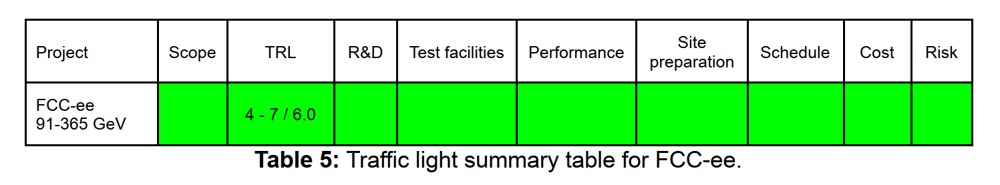 Project Scope TRL R&D Test facilities Performance Site preparation Schedule Cost Risk
FCC-ee
91-365 GeV
4 - 7 / 6.0
Table 5: Traffic light summary table for FCC-ee.